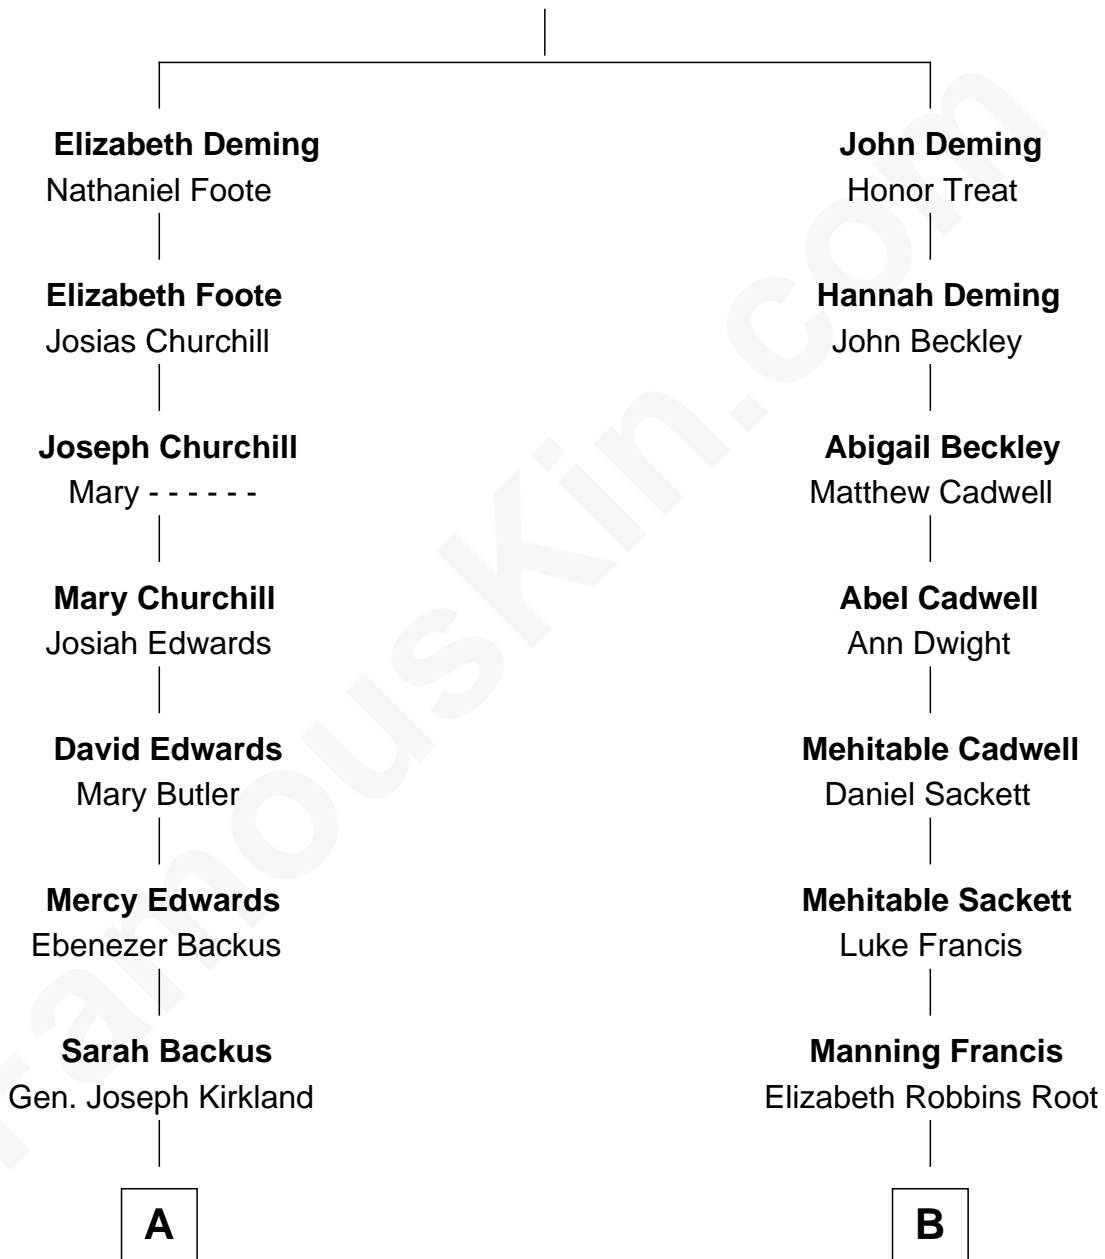 Elizabeth Deming
Nathaniel Foote
John Deming
Honor Treat
Elizabeth Foote
Josias Churchill
Hannah Deming
John Beckley
Joseph Churchill
Mary - - - - - -
Abigail Beckley
Matthew Cadwell
Mary Churchill
Josiah Edwards
Abel Cadwell
Ann Dwight
David Edwards
Mary Butler
Mehitable Cadwell
Daniel Sackett
Mercy Edwards
Ebenezer Backus
Mehitable Sackett
Luke Francis
Sarah Backus
Gen. Joseph Kirkland
Manning Francis
Elizabeth Robbins Root
A
B
FamousKin.com